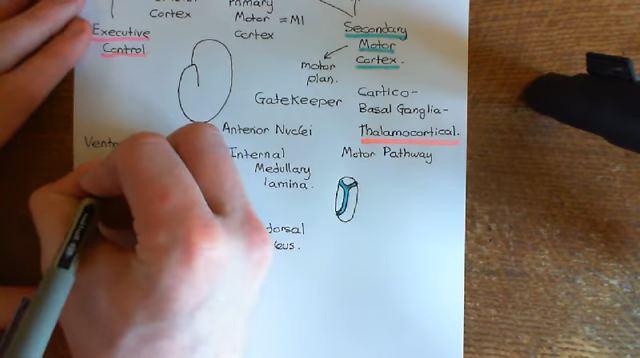 Cortex
Primary
Motor = M1
Cortex
Executive
Control
Secondary
Motor
Cortex.
motor
plan.
Gatekeeper
Cortico-
Basal Ganglia-
Thalamocortical.
Motor Pathway
Anterior Nuclei
Internal
Medullary
lamina.